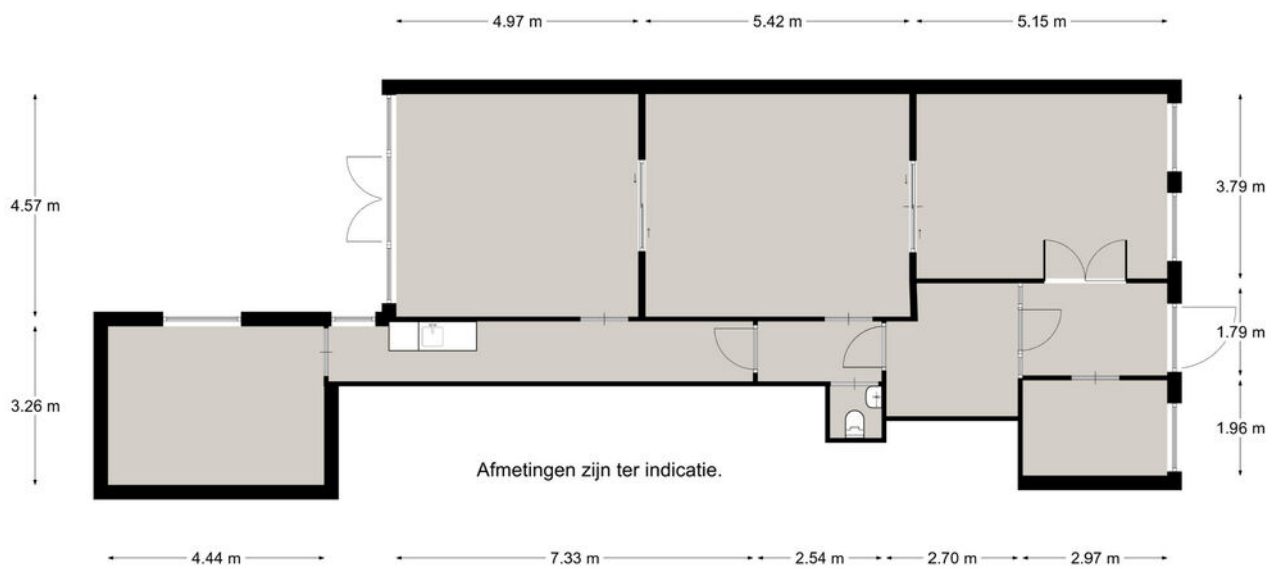 4.97 m 5.42 m 5.15 m
4.57 m
3.79 m
1.79 m
3.26 m
1.96 m
Afmetingen zijn ter indicatie.
4.44 m 7.33 m 2.54 m 2.70 m 2.97 m